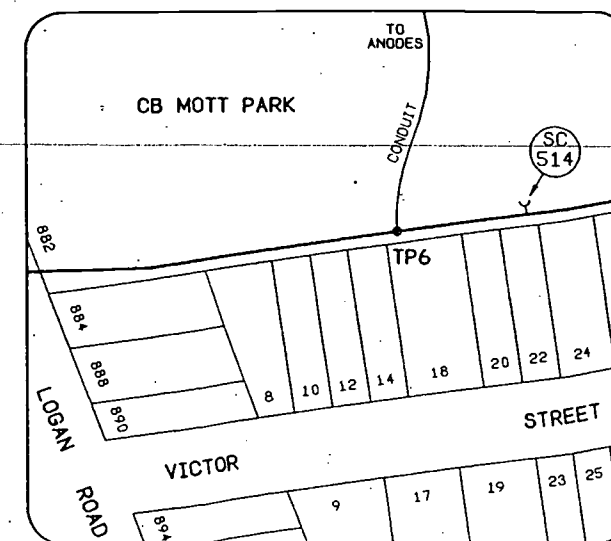 TO
ANODES
CB MOTT PARK
CONDUIT
SC
514
882
TP6
884
888
890
8
10
12
14
18
20
22
24
LOGAN
ROAD
VICTOR
STREET
894
9
17
19
23
25